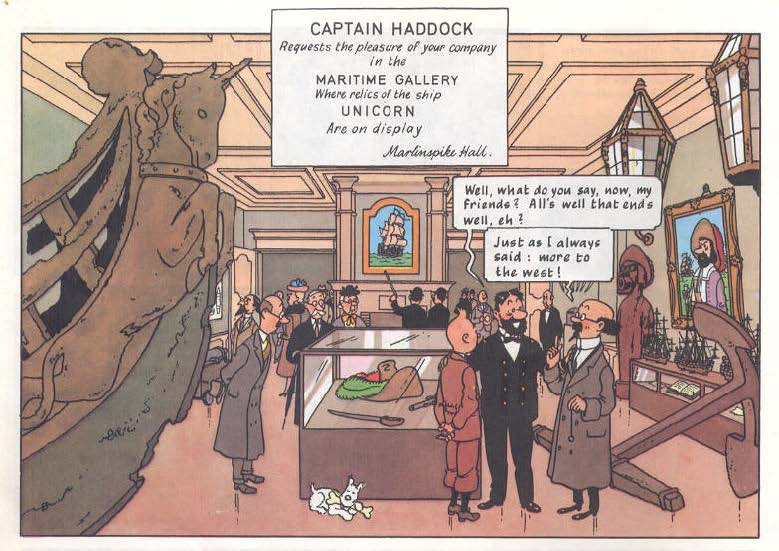 CAPTAIN HADDOCK
Requests the pleasure of your company
in the
MARITIME GALLERY
Where relics of the ship
UNICORN
Are on display
Marlinspike Hall.
Well, what do you say, now, my
friends? All's well that ends
well, eh?
Just as I always
said: more to
the west!